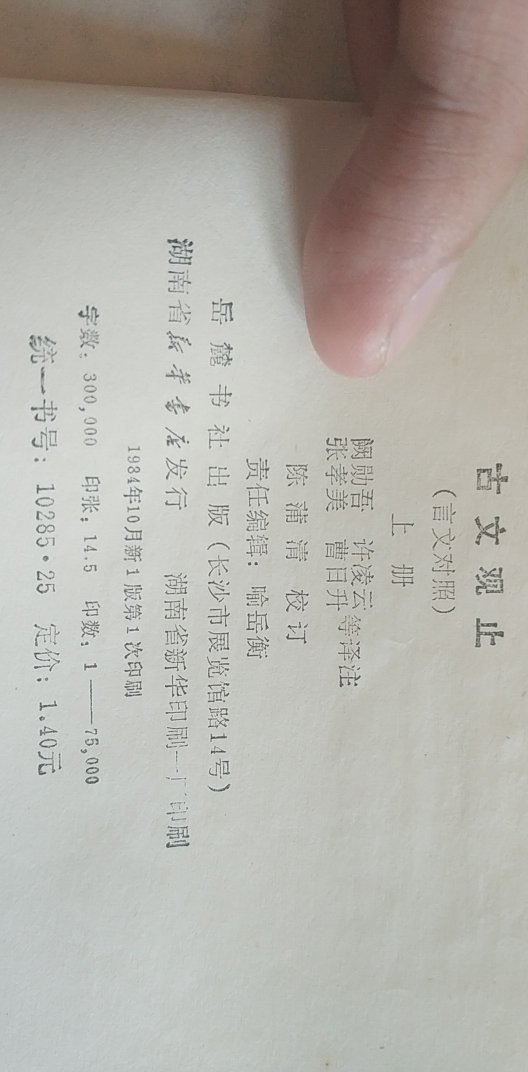 古文观止
(言文对照)
上册
阙勋吾 许凌云
张孝美 曹日升 等译注
陈蒲清 校订
责任编辑：喻岳衡
岳麓书社出版(长沙市展览馆路14号)
湖南省新华书店发行 湖南省新华印刷一厂印刷
1984年10月新1版第1次印刷
字数：300,000 印张：14.5 印数：1——75,000
统一书号：10285·25 定价：1.40元